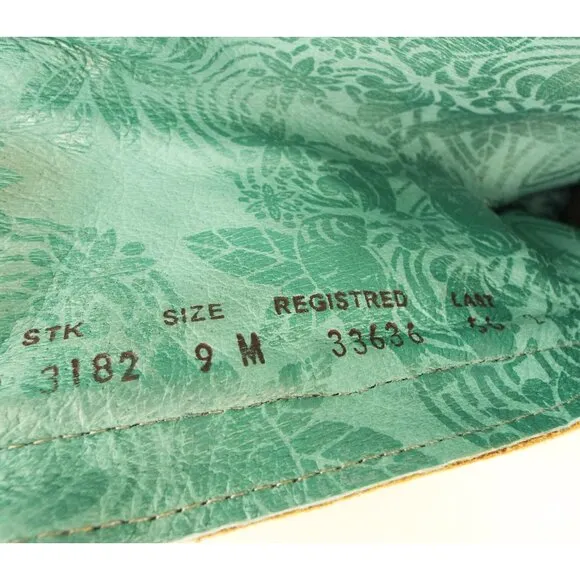 STK SIZE REGISTRED LAST
3182 9 M 33636